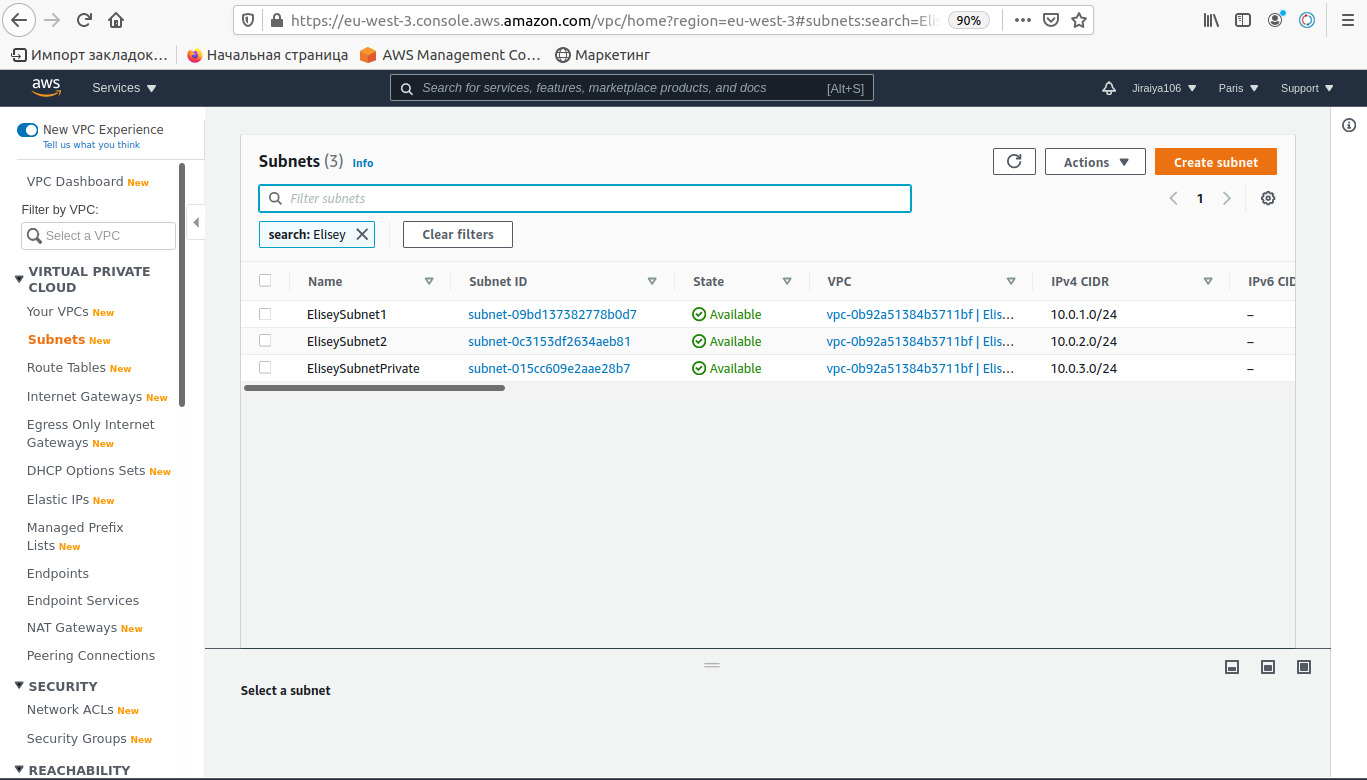 https://eu-west-3.console.aws.amazon.com/vpc/home?region=eu-west-3#subnets:search=Elis
90%
Импорт закладок…
Начальная страница
AWS Management Co…
Маркетинг
aws
Services
Search for services, features, marketplace products, and docs
[Alt+S]
Jiraiya106
Paris
Support
New VPC Experience
Tell us what you think
VPC Dashboard New
Filter by VPC:
Select a VPC
VIRTUAL PRIVATE
CLOUD
Your VPCs New
Subnets New
Route Tables New
Internet Gateways New
Egress Only Internet
Gateways New
DHCP Options Sets New
Elastic IPs New
Managed Prefix
Lists New
Endpoints
Endpoint Services
NAT Gateways New
Peering Connections
SECURITY
Network ACLs New
Security Groups New
REACHABILITY
Subnets (3) Info
Actions
Create subnet
Filter subnets
1
search: Elisey
Clear filters
Name Subnet ID State VPC IPv4 CIDR IPv6 CID
EliseySubnet1 subnet-09bd137382778b0d7 Available vpc-0b92a51384b3711bf | Elis… 10.0.1.0/24 –
EliseySubnet2 subnet-0c3153df2634aeb81 Available vpc-0b92a51384b3711bf | Elis… 10.0.2.0/24 –
EliseySubnetPrivate subnet-015cc609e2aae28b7 Available vpc-0b92a51384b3711bf | Elis… 10.0.3.0/24 –
Select a subnet